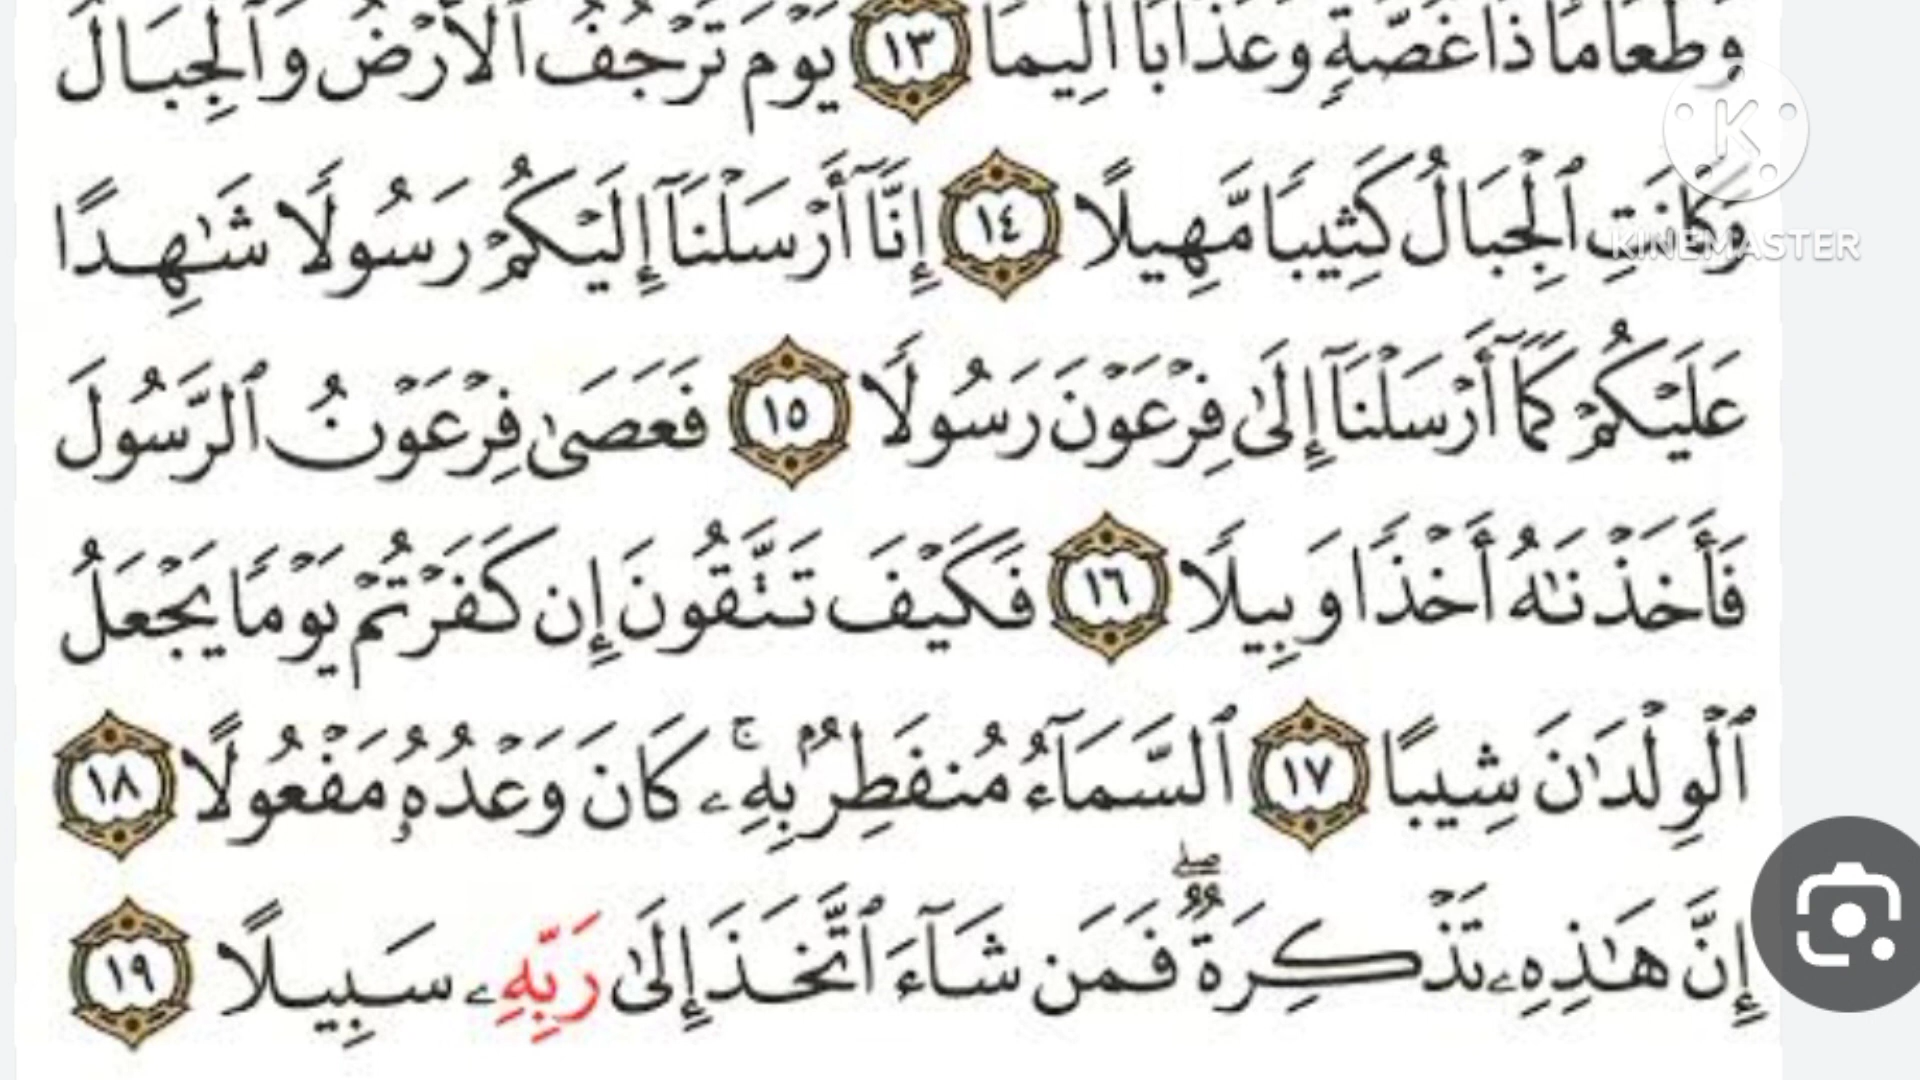 وَطَعَامًا ذَا غُصَّةٍ وَعَذَابًا أَلِيمًا ١٣ يَوْمَ تَرْجُفُ ٱلْأَرْضُ وَٱلْجِبَالُ
وَكَانَتِ ٱلْجِبَالُ كَثِيبًا مَّهِيلًا ١٤ إِنَّآ أَرْسَلْنَآ إِلَيْكُمْ رَسُولًا شَٰهِدًا
عَلَيْكُمْ كَمَآ أَرْسَلْنَآ إِلَىٰ فِرْعَوْنَ رَسُولًا ١٥ فَعَصَىٰ فِرْعَوْنُ ٱلرَّسُولَ
فَأَخَذْنَٰهُ أَخْذًا وَبِيلًا ١٦ فَكَيْفَ تَتَّقُونَ إِن كَفَرْتُمْ يَوْمًا يَجْعَلُ
ٱلْوِلْدَٰنَ شِيبًا ١٧ ٱلسَّمَآءُ مُنفَطِرٌۢ بِهِۦ ۚ كَانَ وَعْدُهُۥ مَفْعُولًا ١٨
إِنَّ هَٰذِهِۦ تَذْكِرَةٌ ۖ فَمَن شَآءَ ٱتَّخَذَ إِلَىٰ رَبِّهِۦ سَبِيلًا ١٩
K
KINEMASTER